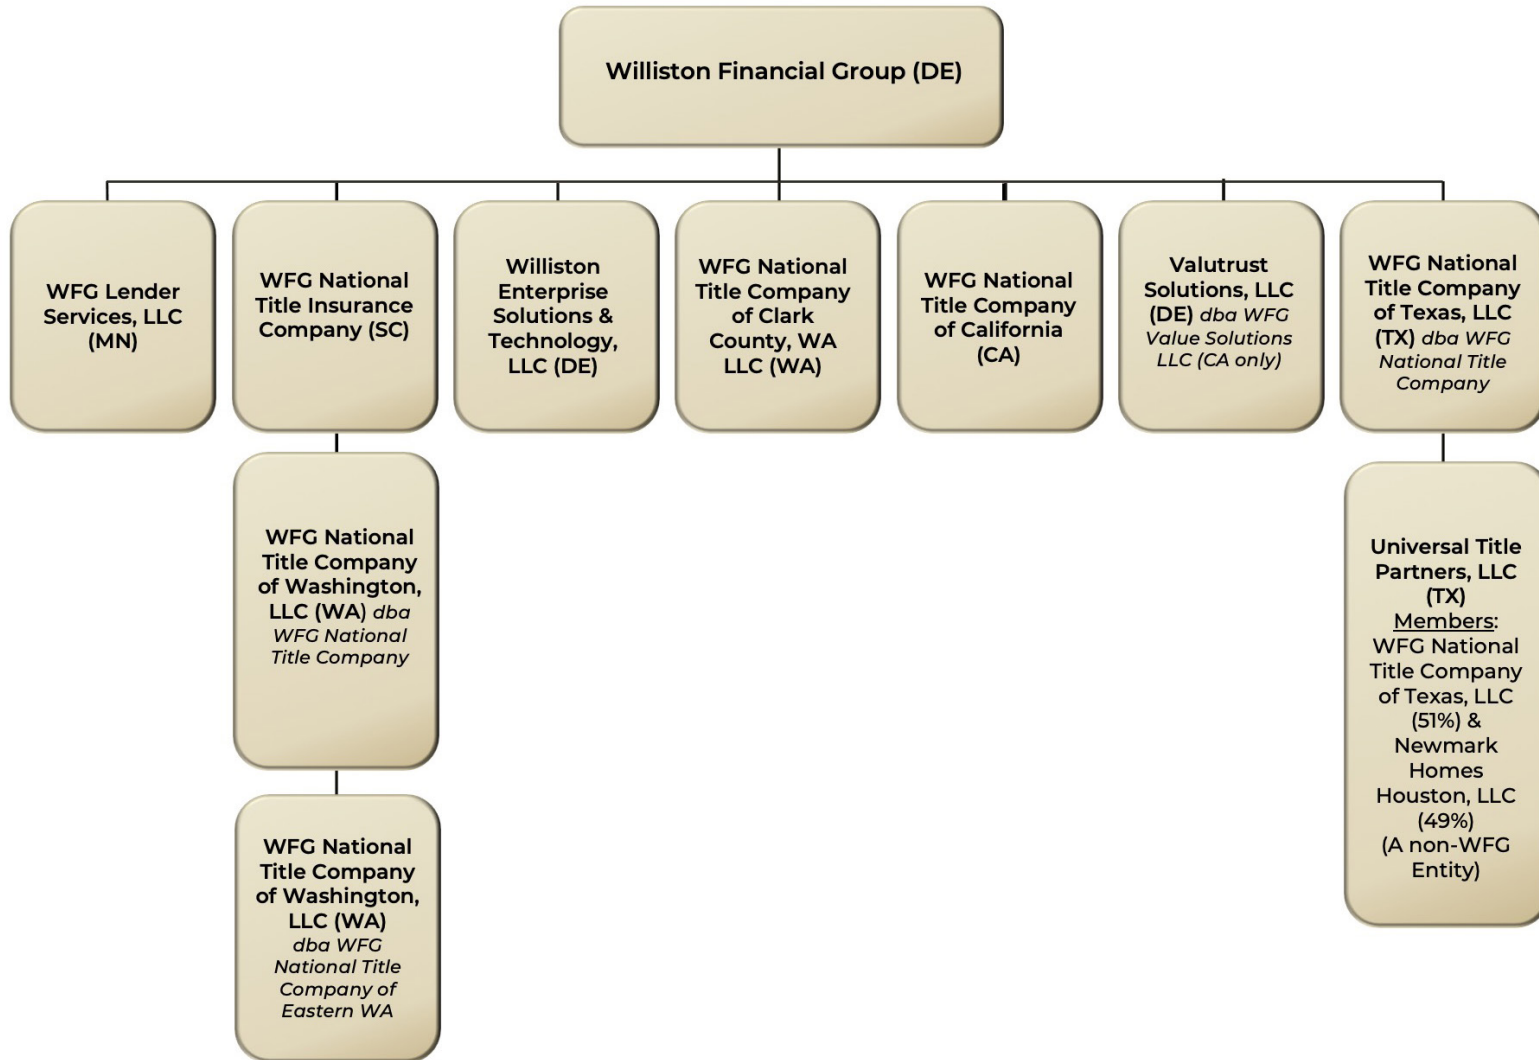 Williston Financial Group (DE)
WFG Lender
Services, LLC
(MN)
WFG National
Title Insurance
Company (SC)
Williston
Enterprise
Solutions &
Technology,
LLC (DE)
WFG National
Title Company
of Clark
County, WA
LLC (WA)
WFG National
Title Company
of California
(CA)
Valutrust
Solutions, LLC
(DE) dba WFG
Value Solutions
LLC (CA only)
WFG National
Title Company
of Texas, LLC
(TX) dba WFG
National Title
Company
WFG National
Title Company
of Washington,
LLC (WA) dba
WFG National
Title Company
Universal Title
Partners, LLC
(TX)
Members:
WFG National
Title Company
of Texas, LLC
(51%) &
Newmark
Homes
Houston, LLC
(49%)
(A non-WFG
Entity)
WFG National
Title Company
of Washington,
LLC (WA)
dba WFG
National Title
Company of
Eastern WA